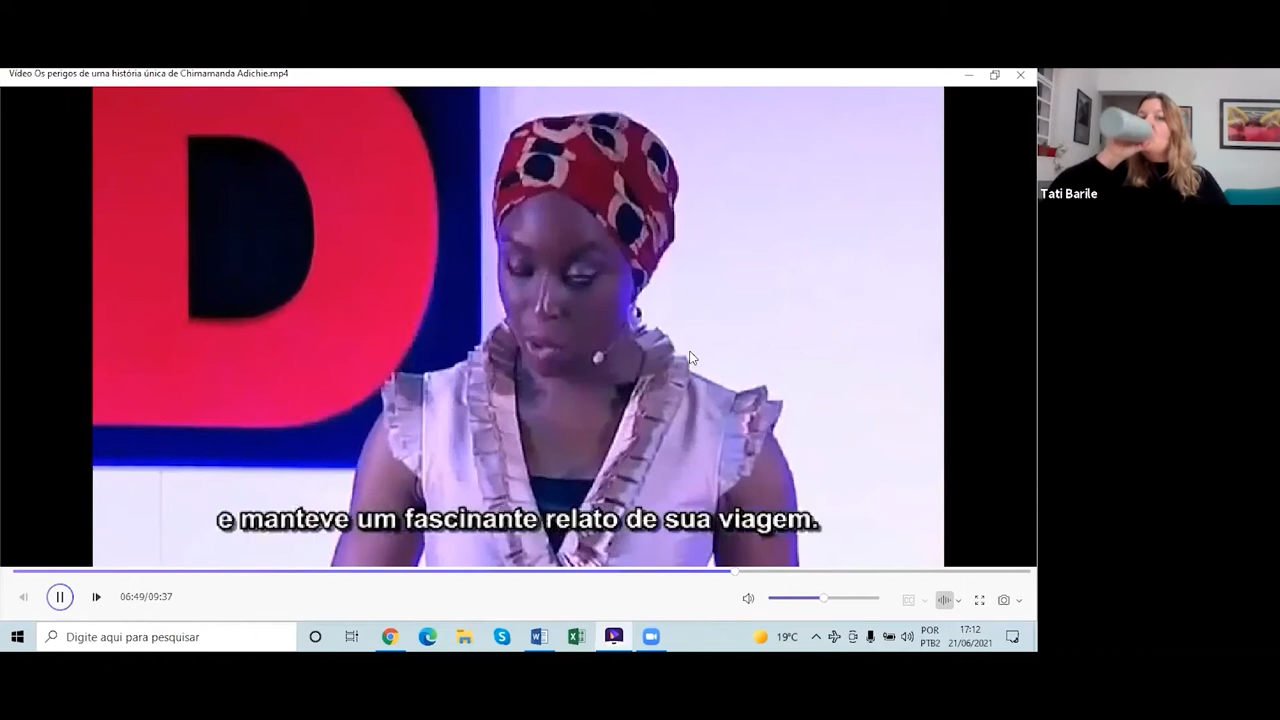 Vídeo Os perigos de uma história única de Chimamanda Adichie.mp4
Tati Barile
D
e manteve um fascinante relato de sua viagem.
06:49/09:37
CC
Digite aqui para pesquisar
19°C
POR
PTB2
17:12
21/06/2021